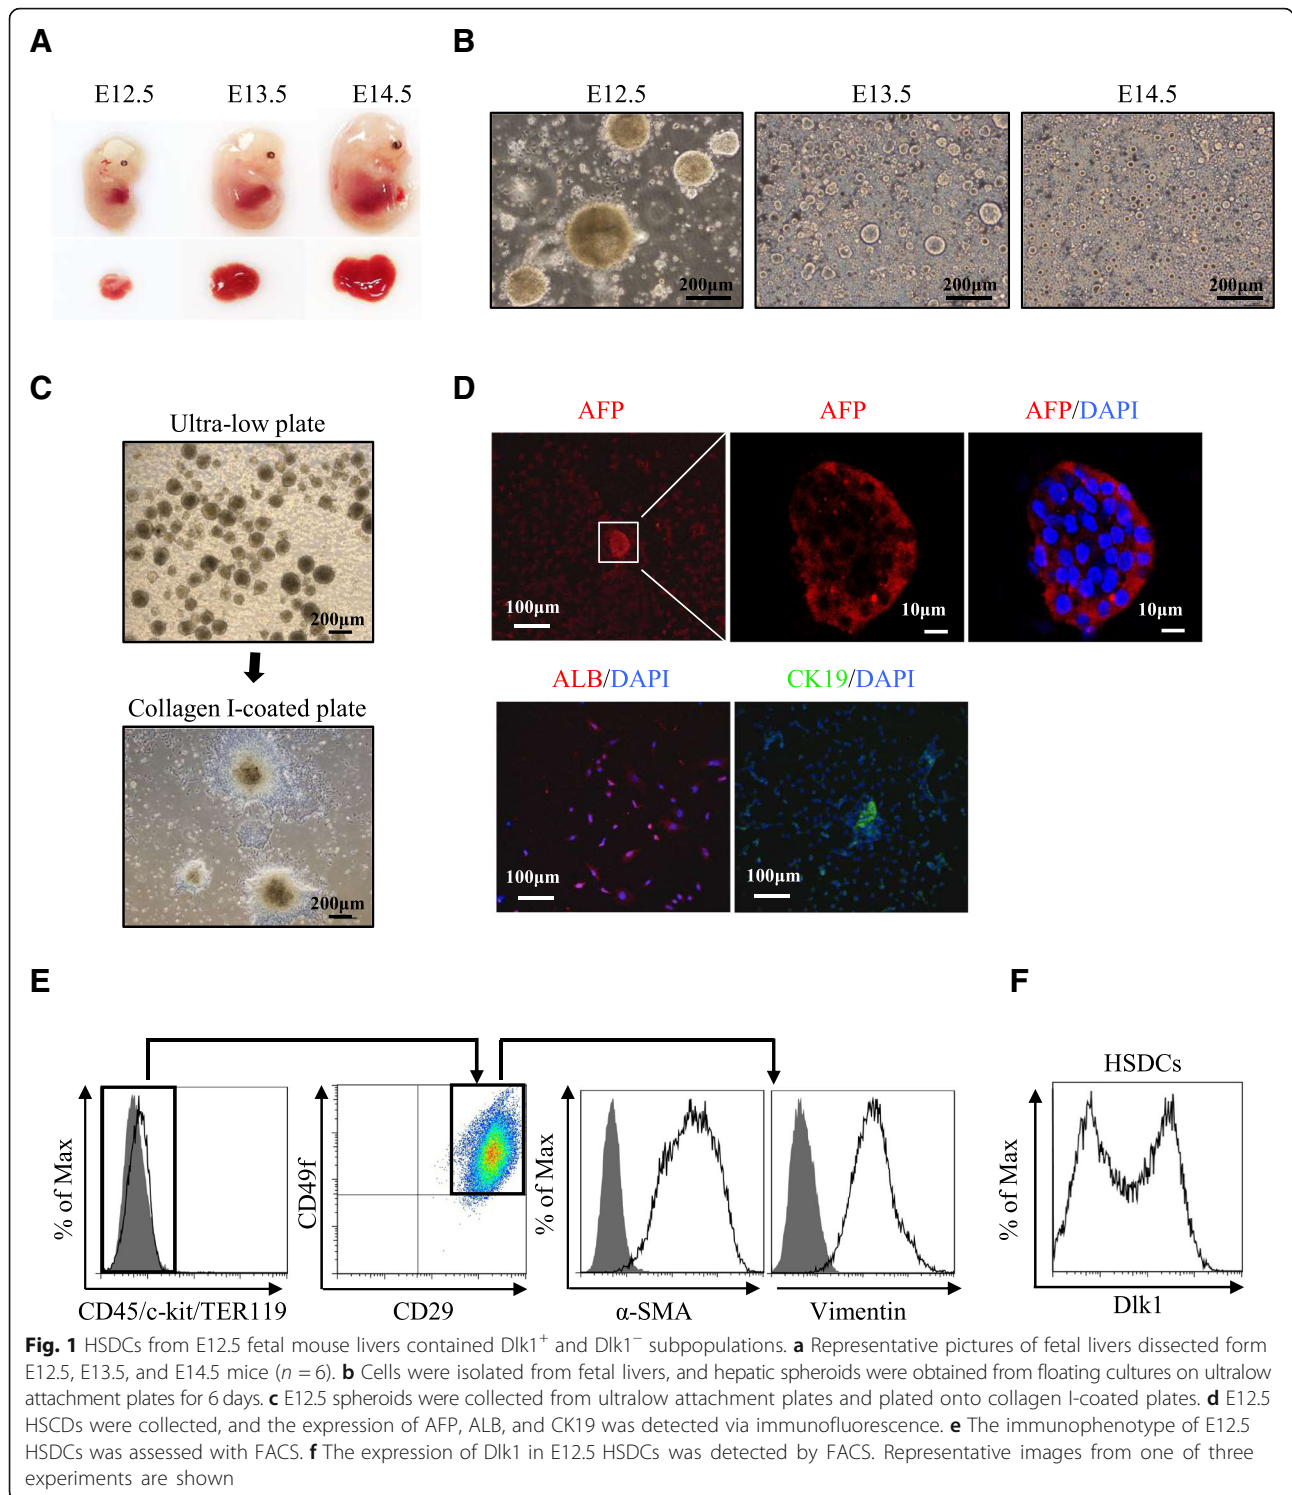 A
E12.5 E13.5 E14.5
B
E12.5 E13.5 E14.5
200μm 200μm 200μm
C
Ultra-low plate
200μm
Collagen I-coated plate
200μm
D
AFP AFP AFP/DAPI
100μm 10μm 10μm
ALB/DAPI CK19/DAPI
100μm 100μm
E
% of Max
CD45/c-kit/TER119
CD49f
CD29
% of Max
α-SMA
Vimentin
F
HSDCs
% of Max
Dlk1
Fig. 1 HSDCs from E12.5 fetal mouse livers contained Dlk1⁺ and Dlk1⁻ subpopulations. a Representative pictures of fetal livers dissected form
E12.5, E13.5, and E14.5 mice (n = 6). b Cells were isolated from fetal livers, and hepatic spheroids were obtained from floating cultures on ultralow
attachment plates for 6 days. c E12.5 spheroids were collected from ultralow attachment plates and plated onto collagen I-coated plates. d E12.5
HSCDs were collected, and the expression of AFP, ALB, and CK19 was detected via immunofluorescence. e The immunophenotype of E12.5
HSDCs was assessed with FACS. f The expression of Dlk1 in E12.5 HSDCs was detected by FACS. Representative images from one of three
experiments are shown